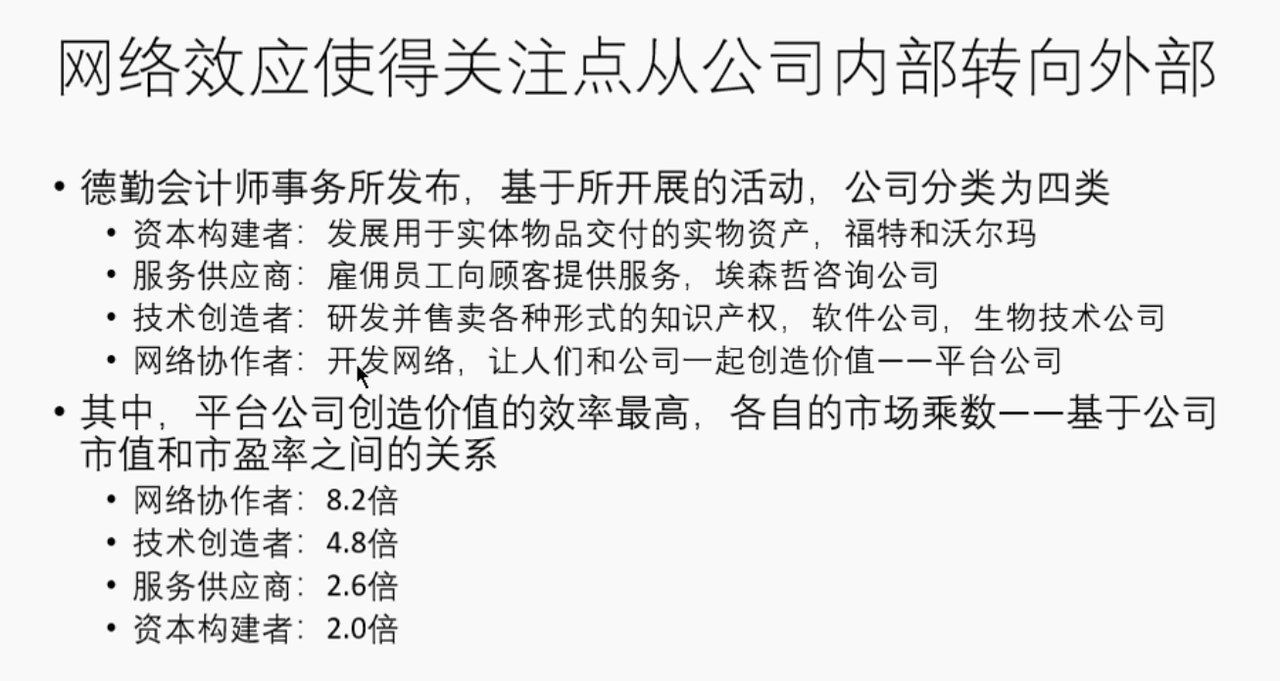 网络效应使得关注点从公司内部转向外部
• 德勤会计师事务所发布，基于所开展的活动，公司分类为四类
• 资本构建者：发展用于实体物品交付的实物资产，福特和沃尔玛
• 服务供应商：雇佣员工向顾客提供服务，埃森哲咨询公司
• 技术创造者：研发并售卖各种形式的知识产权，软件公司，生物技术公司
• 网络协作者：开发网络，让人们和公司一起创造价值——平台公司
• 其中，平台公司创造价值的效率最高，各自的市场乘数——基于公司
市值和市盈率之间的关系
• 网络协作者：8.2倍
• 技术创造者：4.8倍
• 服务供应商：2.6倍
• 资本构建者：2.0倍